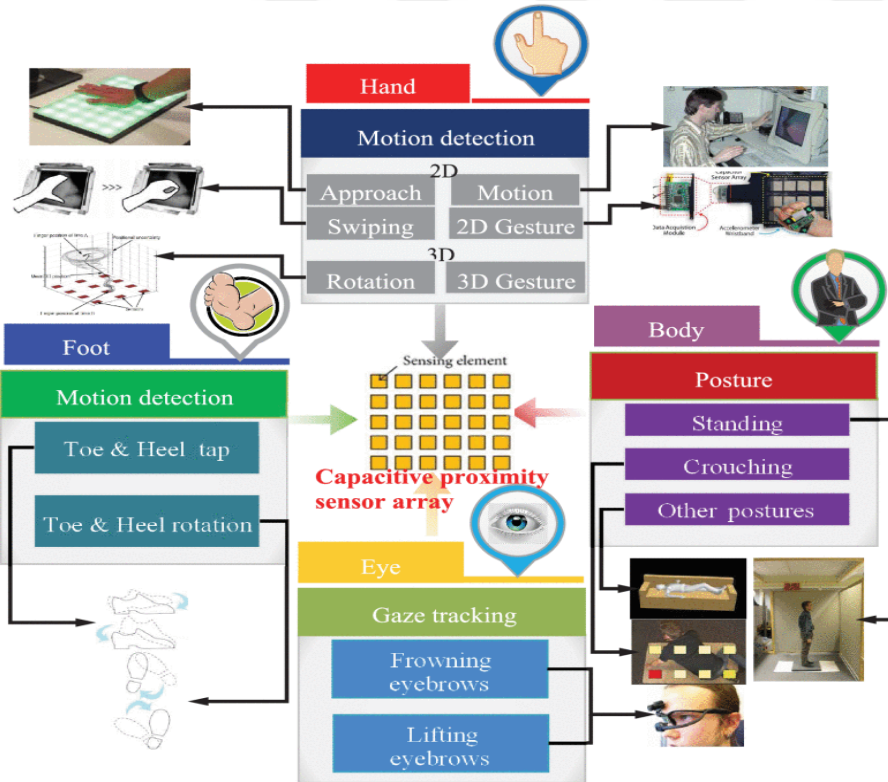 Hand
Motion detection
2D
Approach
Motion
Swiping
2D Gesture
3D
Rotation
3D Gesture
>>>
Sensor Array
Data Acquisition
Module
Accelerometer
Wristband
Foot
Motion detection
Toe & Heel tap
Toe & Heel rotation
Sensing element
Capacitive proximity
sensor array
Body
Posture
Standing
Crouching
Other postures
Eye
Gaze tracking
Frowning
eyebrows
Lifting
eyebrows